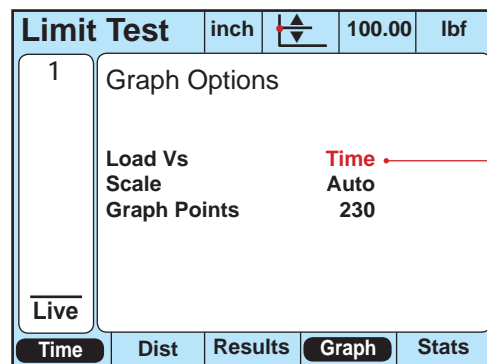 Limit Test inch 100.00 lbf
1
Graph Options
Load Vs Time
Scale Auto
Graph Points 230
Live
Time Dist Results Graph Stats